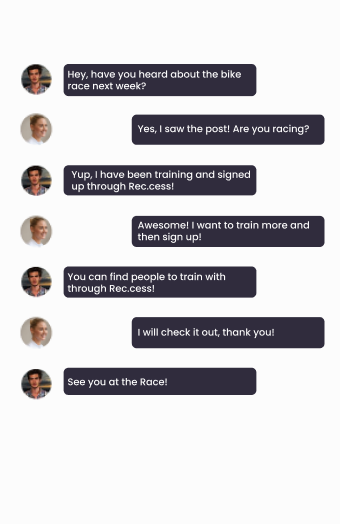 Hey, have you heard about the bike
race next week?
Yes, I saw the post! Are you racing?
Yup, I have been training and signed
up through Rec.cess!
Awesome! I want to train more and
then sign up!
You can find people to train with
through Rec.cess!
I will check it out, thank you!
See you at the Race!